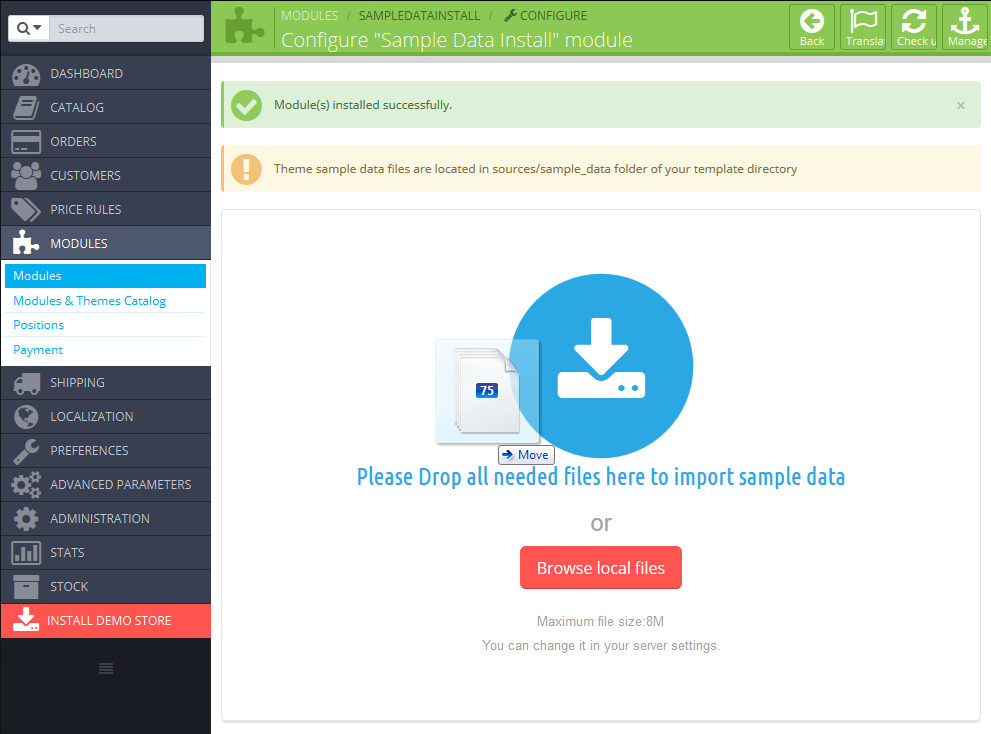 Search
DASHBOARD
CATALOG
ORDERS
CUSTOMERS
PRICE RULES
MODULES
Modules
Modules & Themes Catalog
Positions
Payment
SHIPPING
LOCALIZATION
PREFERENCES
ADVANCED PARAMETERS
ADMINISTRATION
STATS
STOCK
INSTALL DEMO STORE
MODULES / SAMPLEDATAINSTALL / CONFIGURE
Configure "Sample Data Install" module
Back
Translat
Check u
Manage
Module(s) installed successfully.
×
Theme sample data files are located in sources/sample_data folder of your template directory
75
Move
Please Drop all needed files here to import sample data
or
Browse local files
Maximum file size:8M
You can change it in your server settings.